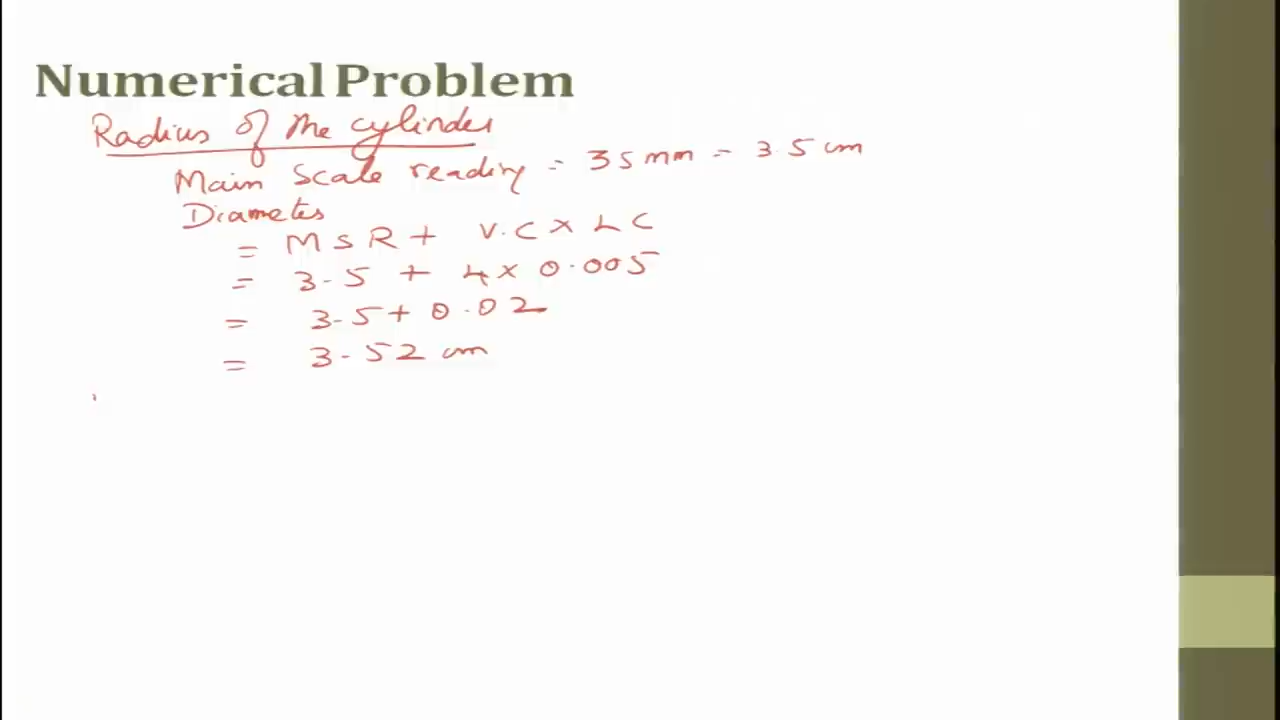 Numerical Problem
Radius of the cylinder
Main Scale reading = 35 mm = 3.5 cm
Diameter
= MSR + V.C × LC
= 3.5 + 4 × 0.005
= 3.5 + 0.02
= 3.52 cm